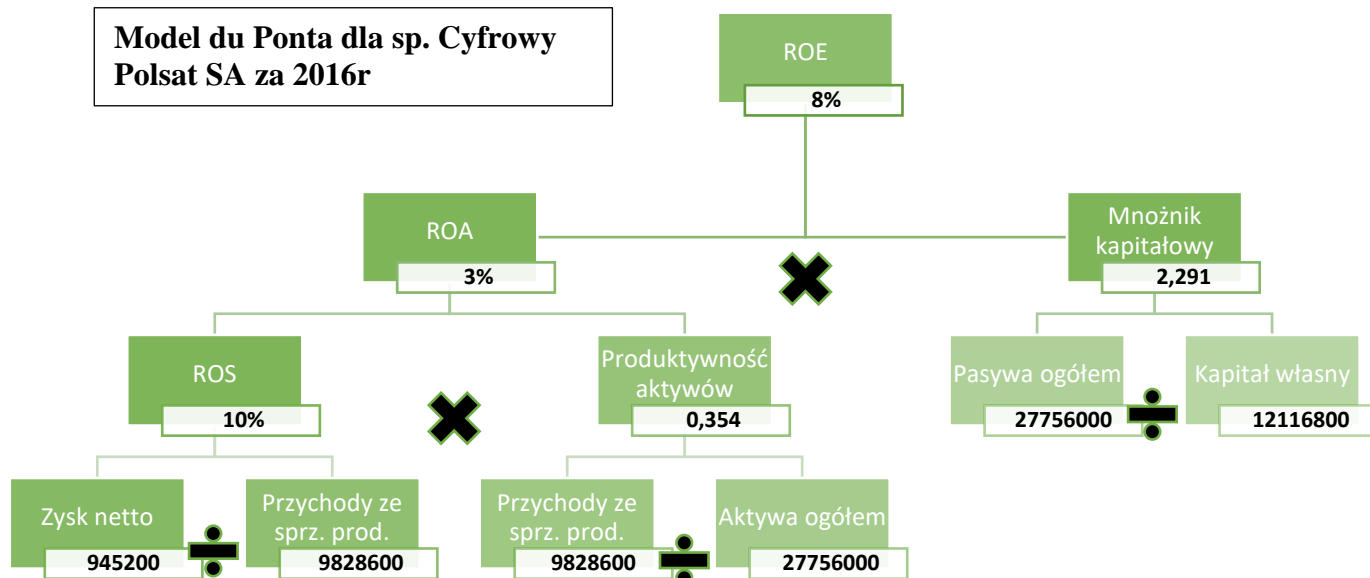 Model du Ponta dla sp. Cyfrowy
Polsat SA za 2016r
ROE
8%
ROA
3%
Mnożnik
kapitałowy
2,291
ROS
10%
Produktywność
aktywów
0,354
Pasywa ogółem
27756000
Kapitał własny
12116800
Zysk netto
945200
Przychody ze
sprz. prod.
9828600
Przychody ze
sprz. prod.
9828600
Aktywa ogółem
27756000